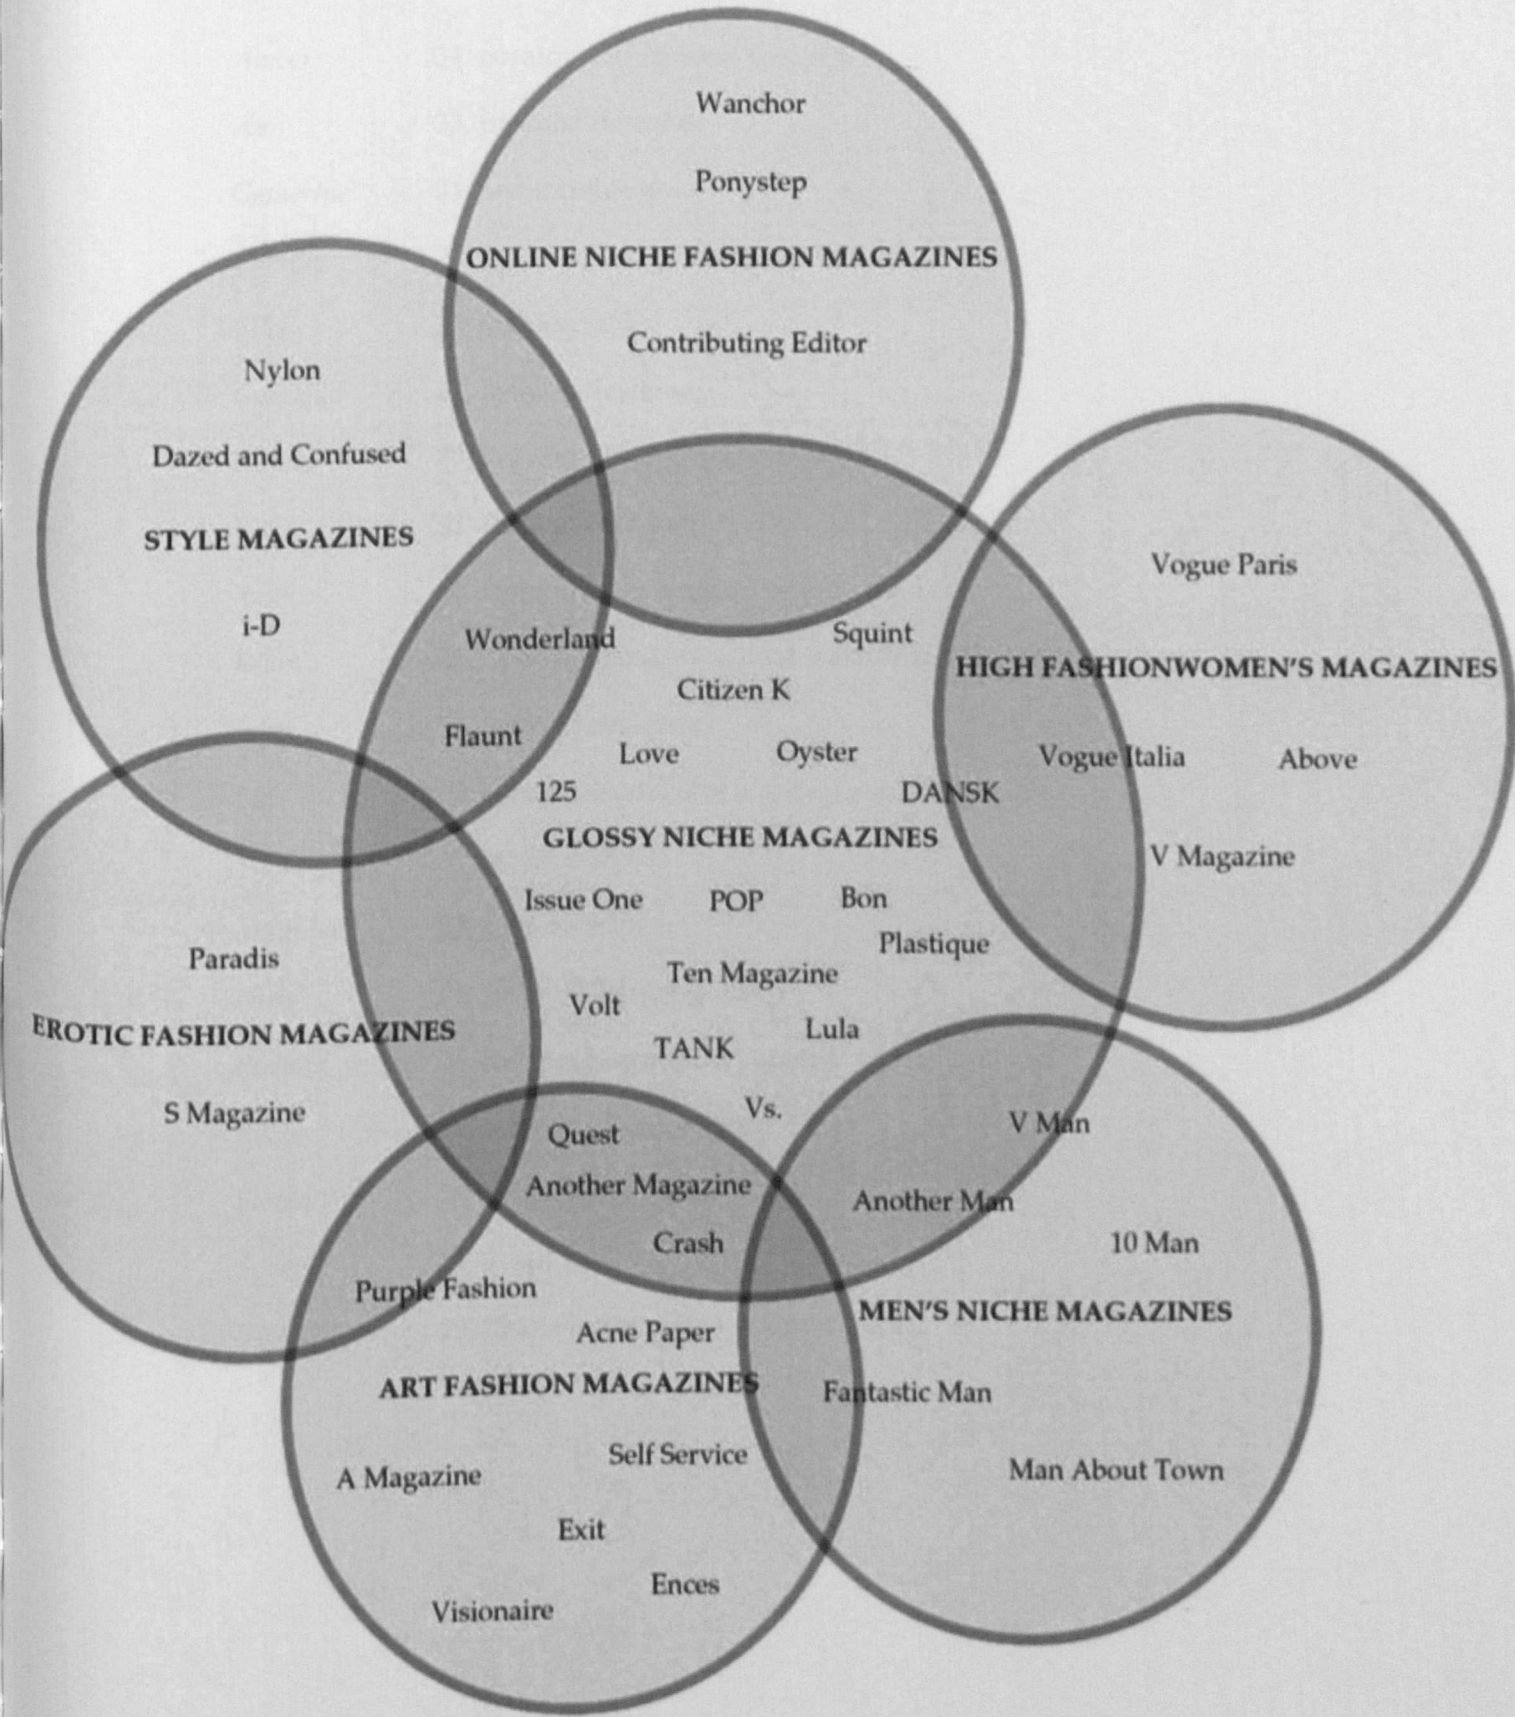 Wanchor
Ponystep
ONLINE NICHE FASHION MAGAZINES
Contributing Editor
Nylon
Dazed and Confused
STYLE MAGAZINES
i-D
Vogue Paris
HIGH FASHIONWOMEN'S MAGAZINES
Vogue Italia
Above
V Magazine
Wonderland
Squint
Citizen K
Flaunt
Love
Oyster
125
DANSK
GLOSSY NICHE MAGAZINES
Issue One
POP
Bon
Plastique
Ten Magazine
Volt
Lula
TANK
Vs.
Paradis
EROTIC FASHION MAGAZINES
S Magazine
Quest
Another Magazine
Crash
Purple Fashion
Acne Paper
ART FASHION MAGAZINES
Self Service
A Magazine
Exit
Ences
Visionaire
V Man
Another Man
10 Man
MEN'S NICHE MAGAZINES
Fantastic Man
Man About Town